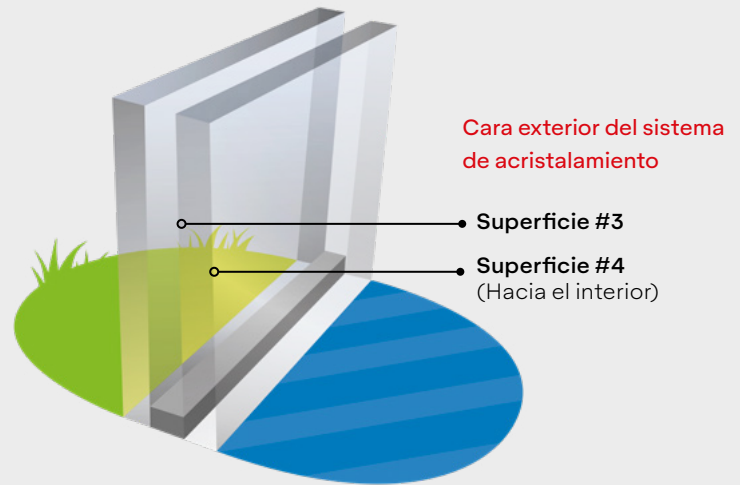 Cara exterior del sistema
de acristalamiento
Superficie #3
Superficie #4
(Hacia el interior)